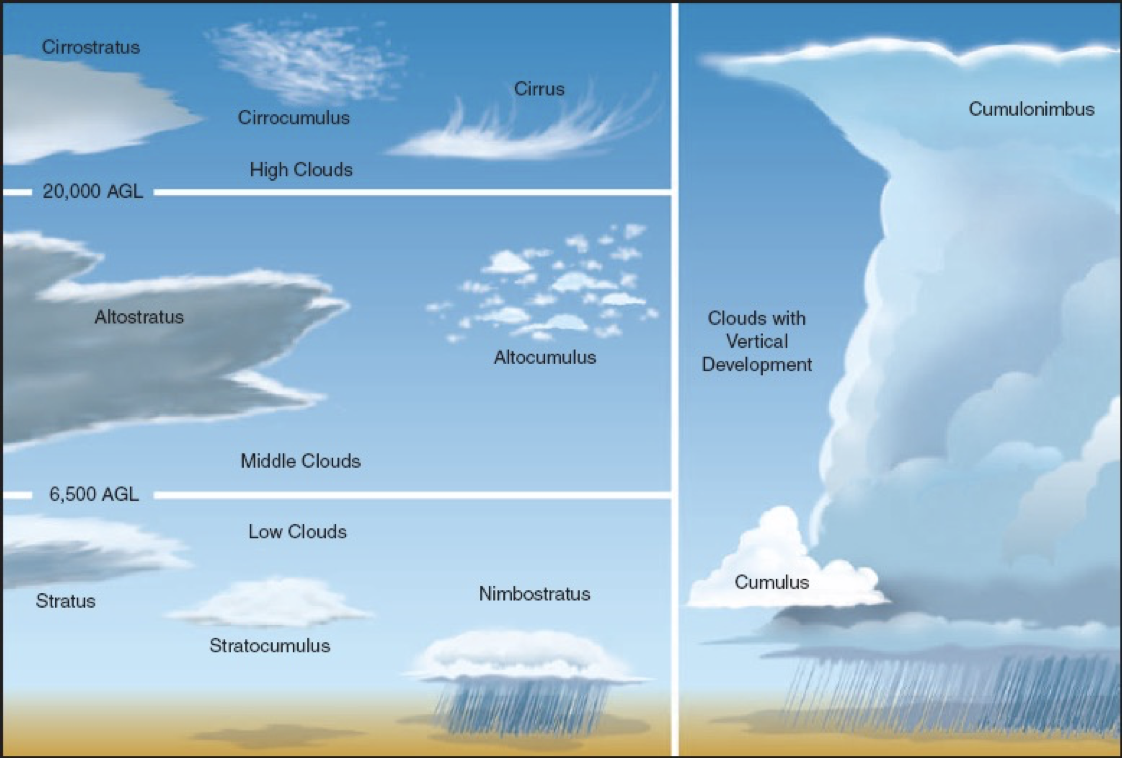 Cirrostratus
Cirrocumulus
Cirrus
High Clouds
20,000 AGL
Altostratus
Altocumulus
Middle Clouds
6,500 AGL
Low Clouds
Stratus
Stratocumulus
Nimbostratus
Cumulonimbus
Clouds with
Vertical
Development
Cumulus